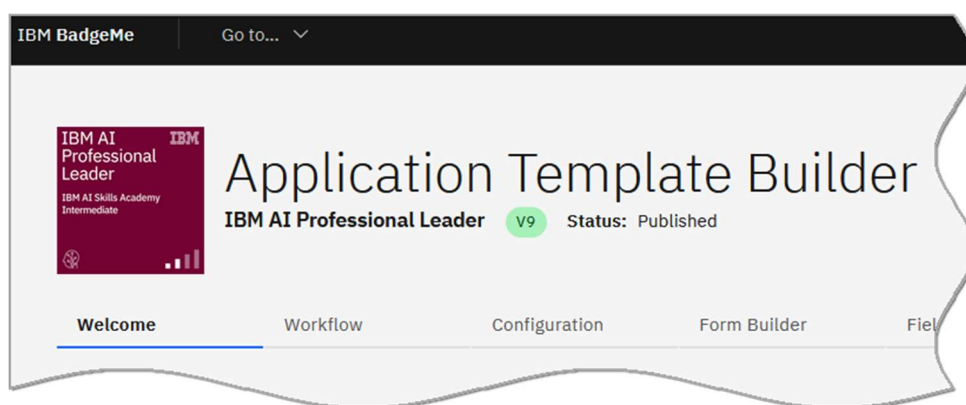 IBM BadgeMe Go to...
IBM AI IBM
Professional
Leader
IBM AI Skills Academy
Intermediate
Application Template Builder
IBM AI Professional Leader V9 Status: Published
Welcome Workflow Configuration Form Builder